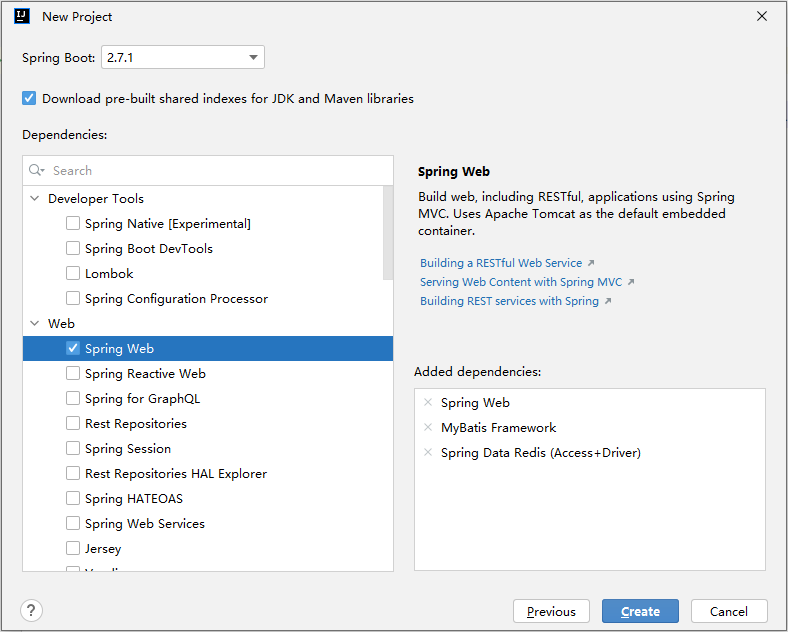 New Project
Spring Boot: 2.7.1
Download pre-built shared indexes for JDK and Maven libraries
Dependencies:
Search
Developer Tools
Spring Native [Experimental]
Spring Boot DevTools
Lombok
Spring Configuration Processor
Web
Spring Web
Spring Reactive Web
Spring for GraphQL
Rest Repositories
Spring Session
Rest Repositories HAL Explorer
Spring HATEOAS
Spring Web Services
Jersey
Spring Web
Build web, including RESTful, applications using Spring
MVC. Uses Apache Tomcat as the default embedded
container.
Building a RESTful Web Service
Serving Web Content with Spring MVC
Building REST services with Spring
Added dependencies:
Spring Web
MyBatis Framework
Spring Data Redis (Access+Driver)
?
Previous
Create
Cancel